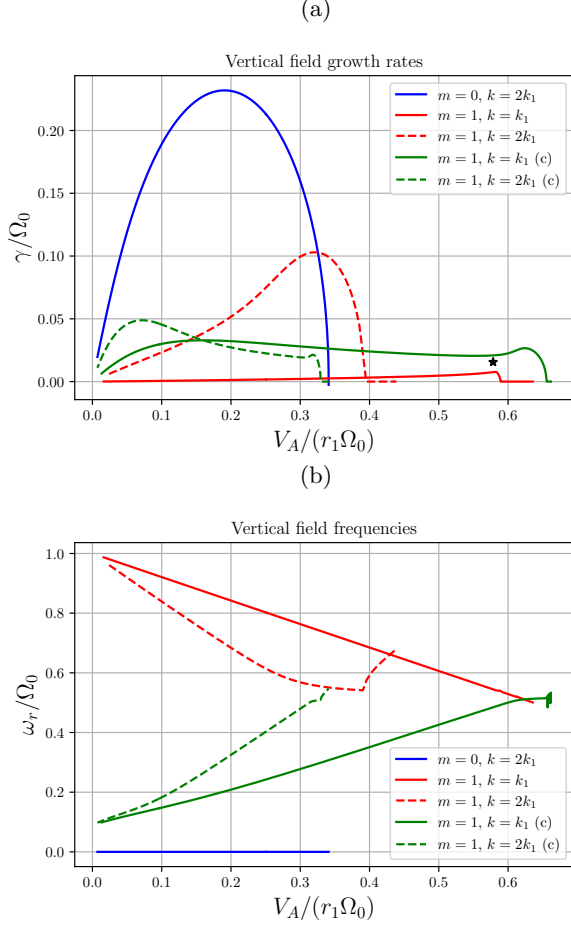 (a)
Vertical field growth rates
γ/Ω₀
0.20
0.15
0.10
0.05
0.00
m = 0, k = 2k₁
m = 1, k = k₁
m = 1, k = 2k₁
m = 1, k = k₁ (c)
m = 1, k = 2k₁ (c)
0.0 0.1 0.2 0.3 0.4 0.5 0.6
V_A/(r₁Ω₀)
(b)
Vertical field frequencies
ω_r/Ω₀
1.0
0.8
0.6
0.4
0.2
0.0
m = 0, k = 2k₁
m = 1, k = k₁
m = 1, k = 2k₁
m = 1, k = k₁ (c)
m = 1, k = 2k₁ (c)
0.0 0.1 0.2 0.3 0.4 0.5 0.6
V_A/(r₁Ω₀)